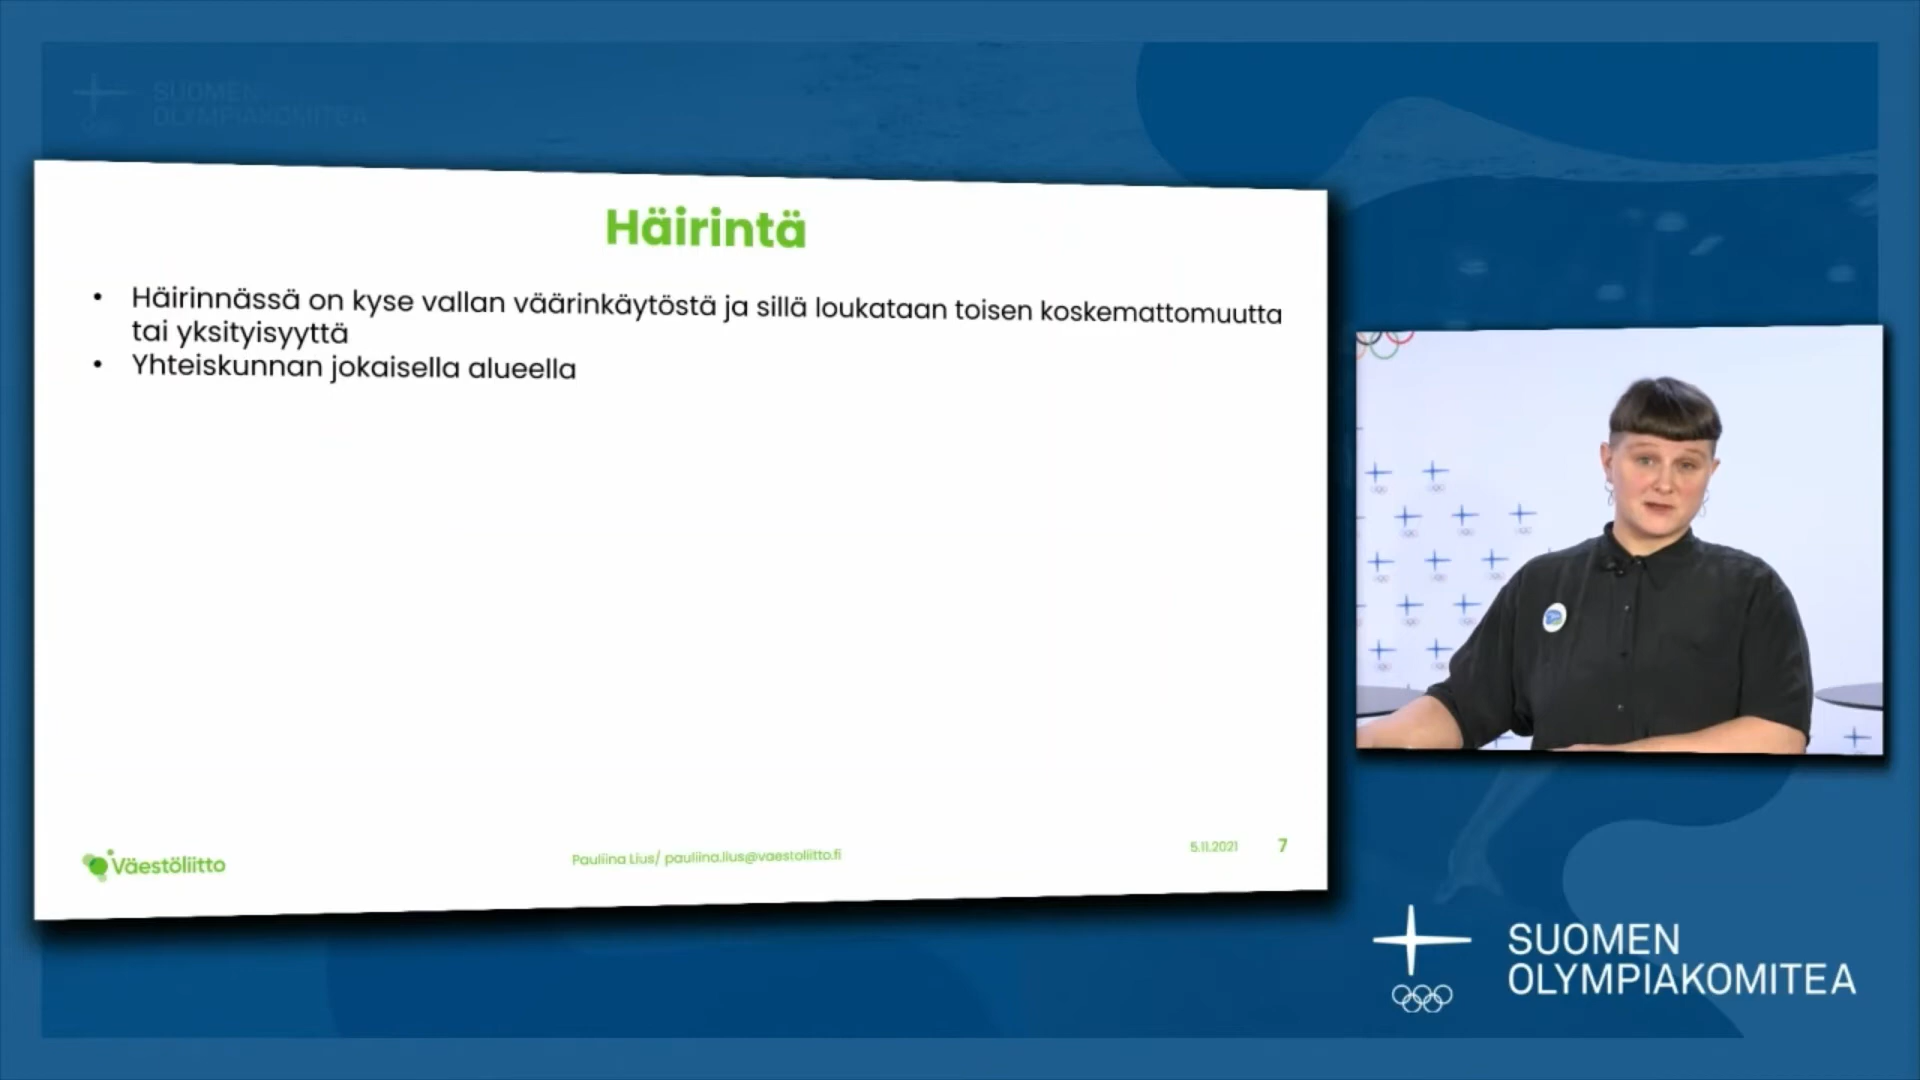 SUOMEN
OLYMPIAKOMITEA
Häirintä
• Häirinnässä on kyse vallan väärinkäytöstä ja sillä loukataan toisen koskemattomuutta
tai yksityisyyttä
• Yhteiskunnan jokaisella alueella
Väestöliitto
Pauliina Lius/ pauliina.lius@vaestoliitto.fi
5.11.2021
7
SUOMEN
OLYMPIAKOMITEA